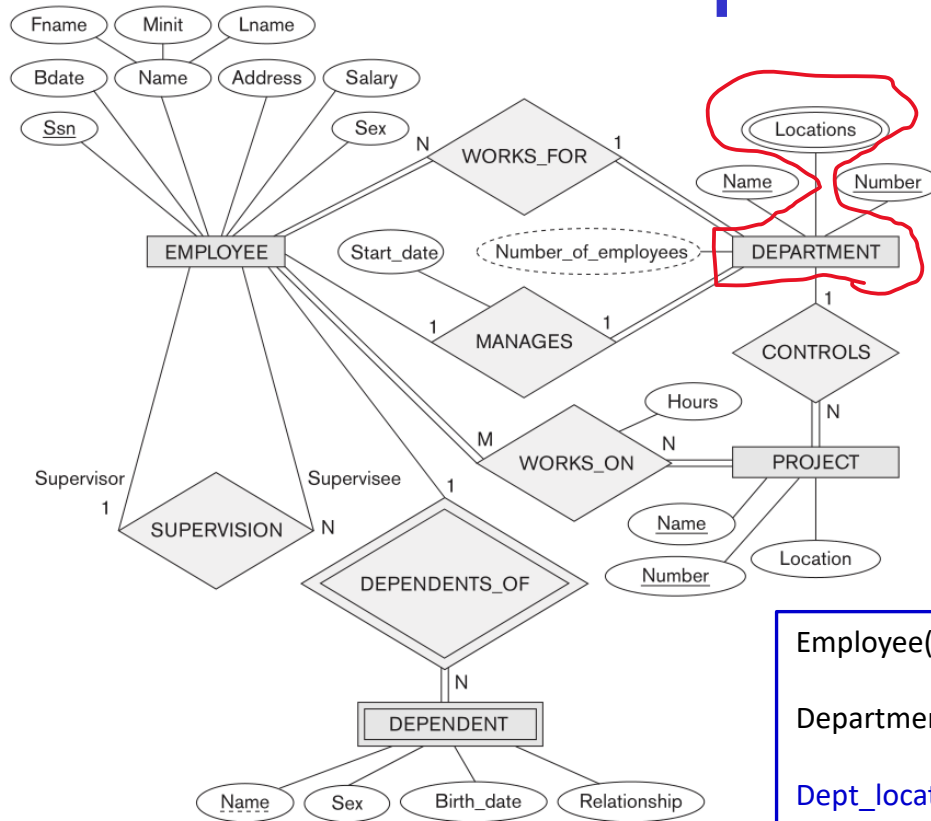 Fname Minit Lname
Bdate Name Address Salary
Ssn Sex
N WORKS_FOR 1
Locations
Name Number
EMPLOYEE Start_date Number_of_employees DEPARTMENT
1 MANAGES 1
1
CONTROLS
Hours
M WORKS_ON N
N
PROJECT
Supervisor Supervisee
1 SUPERVISION N
1
Name
Number Location
DEPENDENTS_OF
N
DEPENDENT
Name Sex Birth_date Relationship
Employee(